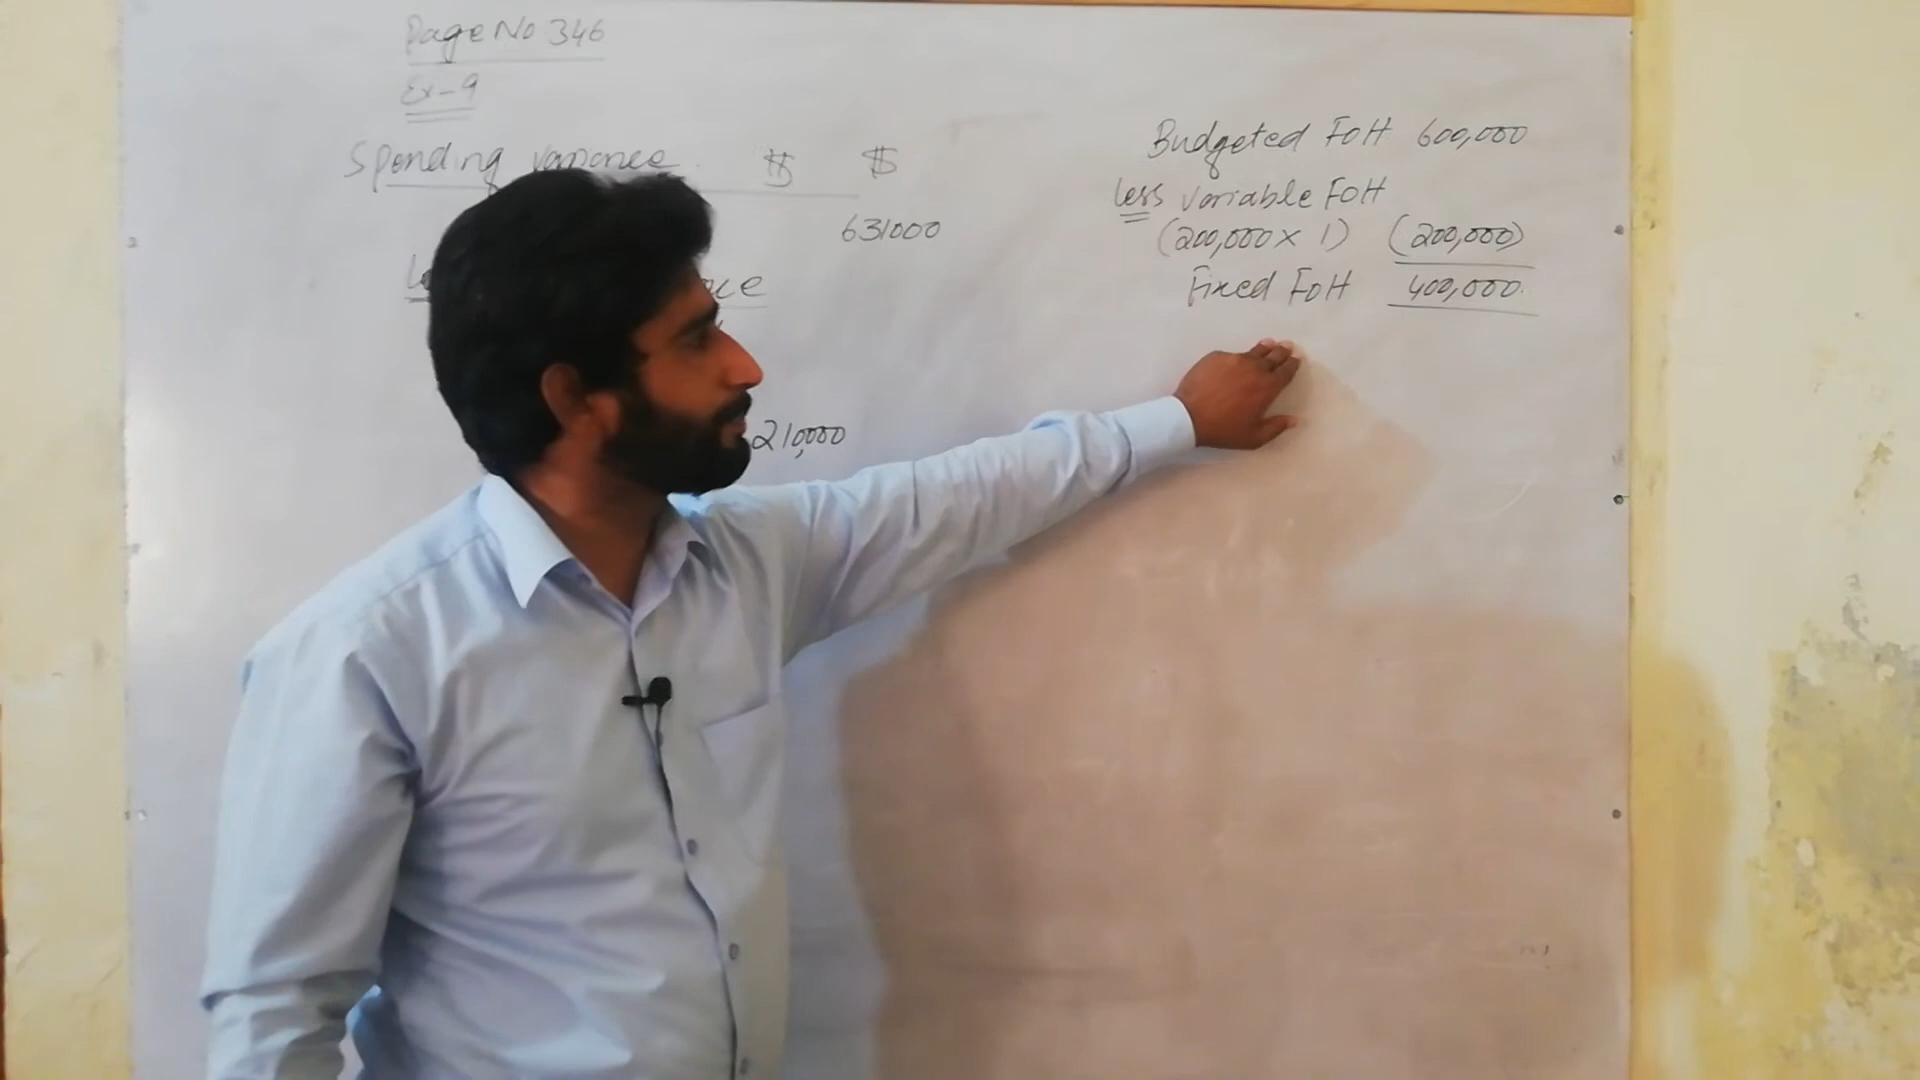 Page No 346
Ex-9
Spending variance $ $
631000
210,000
Budgeted FoH 600,000
less variable FoH
(200,000 x 1) (200,000)
Fixed FoH 400,000